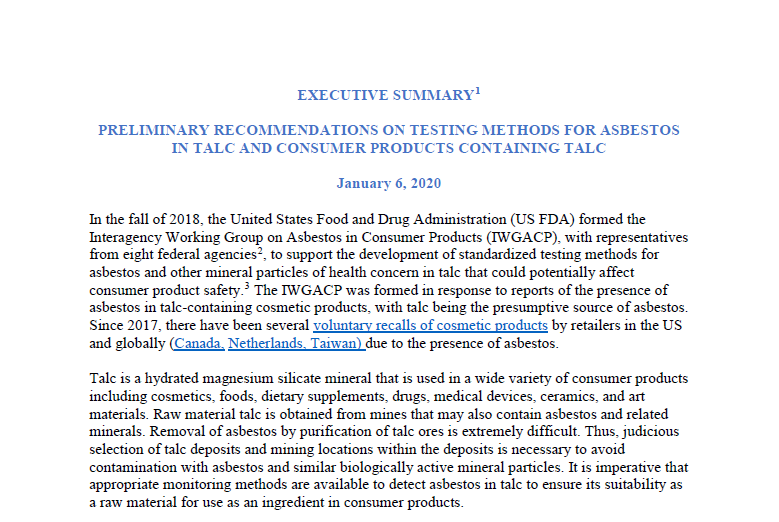 EXECUTIVE SUMMARY1
PRELIMINARY RECOMMENDATIONS ON TESTING METHODS FOR ASBESTOS
IN TALC AND CONSUMER PRODUCTS CONTAINING TALC
January 6, 2020
In the fall of 2018, the United States Food and Drug Administration (US FDA) formed the
Interagency Working Group on Asbestos in Consumer Products (IWGACP), with representatives
from eight federal agencies2, to support the development of standardized testing methods for
asbestos and other mineral particles of health concern in talc that could potentially affect
consumer product safety.3 The IWGACP was formed in response to reports of the presence of
asbestos in talc-containing cosmetic products, with talc being the presumptive source of asbestos.
Since 2017, there have been several voluntary recalls of cosmetic products by retailers in the US
and globally (Canada, Netherlands, Taiwan) due to the presence of asbestos.
Talc is a hydrated magnesium silicate mineral that is used in a wide variety of consumer products
including cosmetics, foods, dietary supplements, drugs, medical devices, ceramics, and art
materials. Raw material talc is obtained from mines that may also contain asbestos and related
minerals. Removal of asbestos by purification of talc ores is extremely difficult. Thus, judicious
selection of talc deposits and mining locations within the deposits is necessary to avoid
contamination with asbestos and similar biologically active mineral particles. It is imperative that
appropriate monitoring methods are available to detect asbestos in talc to ensure its suitability as
a raw material for use as an ingredient in consumer products.